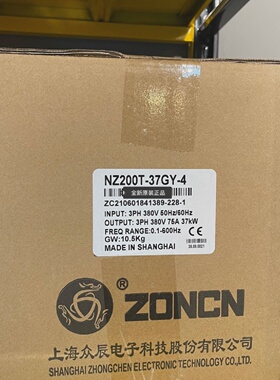 NZ200T-37GY-4
全新原装正品
ZC210601841389-228-1
INPUT: 3PH 380V 50Hz/60Hz
OUTPUT: 3PH 380V 75A 37kW
FREQ RANGE:0.1-600Hz
GW:10.5Kg
MADE IN SHANGHAI
ZONCN
®
上海众辰电子科技股份有限公司
SHANGHAI ZHONGCHEN ELECTRONIC TECHNOLOGY CO.,LTD